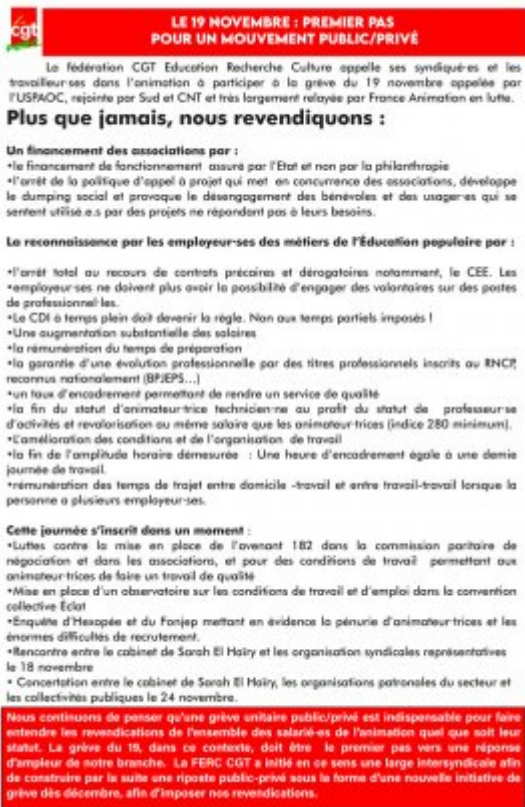 cgt
LE 19 NOVEMBRE : PREMIER PAS
POUR UN MOUVEMENT PUBLIC/PRIVÉ
La fédération CGT Education Recherche Culture appelle ses syndiqué·es et les
travailleur·ses dans l'animation à participer à la grève du 19 novembre appelée par
l'USPAOC, rejointe par Sud et CNT et très largement relayée par France Animation en lutte.
Plus que jamais, nous revendiquons :
Un financement des associations par :
•le financement de fonctionnement assuré par l'Etat et non par la philanthropie
•l'arrêt de la politique d'appel à projet qui met en concurrence des associations, développe
le dumping social et provoque le désengagement des bénévoles et des usager·es qui se
sentent utilisé.e.s par des projets ne répondant pas à leurs besoins.
La reconnaissance par les employeur·ses des métiers de l'Éducation populaire par :
•l'arrêt total au recours de contrats précaires et dérogatoires notamment, le CEE. Les
•employeur·ses ne doivent plus avoir la possibilité d'engager des volontaires sur des postes
de professionnel·les.
•Le CDI à temps plein doit devenir la règle. Non aux temps partiels imposés !
•Une augmentation substantielle des salaires
•la rémunération du temps de préparation
•la garantie d'une évolution professionnelle par des titres professionnels inscrits au RNCP,
reconnus nationalement (BPJEPS...)
•un taux d'encadrement permettant de rendre un service de qualité
•la fin du statut d'animateur·trice technicien·ne au profit du statut de professeur·se
d'activités et revalorisation au même salaire que les animateur·trices (indice 280 minimum).
•L'amélioration des conditions et de l'organisation de travail
•la fin de l'amplitude horaire démesurée : Une heure d'encadrement égale à une demie
journée de travail.
•rémunération des temps de trajet entre domicile -travail et entre travail-travail lorsque la
personne a plusieurs employeur·ses.
Cette journée s'inscrit dans un moment :
•Luttes contre la mise en place de l'avenant 182 dans la commission paritaire de
négociation et dans les associations, et pour des conditions de travail permettant aux
animateur·trices de faire un travail de qualité
•Mise en place d'un observatoire sur les conditions de travail et d'emploi dans la convention
collective Éclat
•Enquête d'Hexopée et du Fonjep mettant en évidence la pénurie d'animateur·trices et les
énormes difficultés de recrutement.
•Rencontre entre le cabinet de Sarah El Haïry et les organisation syndicales représentatives
le 18 novembre
• Concertation entre le cabinet de Sarah El Haïry, les organisations patronales du secteur et
les collectivités publiques le 24 novembre.
Nous continuons de penser qu'une grève unitaire public/privé est indispensable pour faire
entendre les revendications de l'ensemble des salarié·es de l'animation quel que soit leur
statut. La grève du 19, dans ce contexte, doit être le premier pas vers une réponse
d'ampleur de notre branche. La FERC CGT a initié en ce sens une large intersyndicale afin
de construire par la suite une riposte public-privé sous la forme d'une nouvelle initiative de
grève dès décembre, afin d'imposer nos revendications.